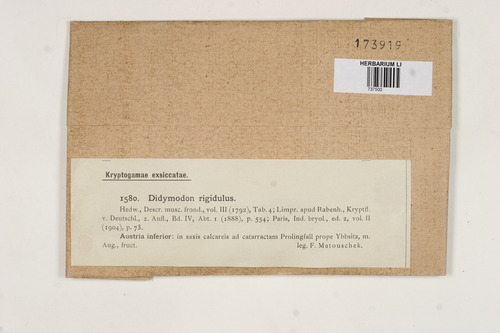 173919
HERBARIUM LI
737500
Kryptogamae exsiccatae.
1580. Didymodon rigidulus.
Hedw., Descr. musc. frond., vol. III (1792), Tab. 4; Limpr. apud Rabenh., Kryptfl.
v. Deutschl., 2. Aufl., Bd. IV, Abt. 1 (1888), p. 554; Paris, Ind. bryol., ed. 2, vol. II
(1904), p. 78.
Austria inferior: in saxis calcareis ad catarractam Prolingfall prope Ybbsitz, m.
Aug., fruct.
leg. F. Matouschek.